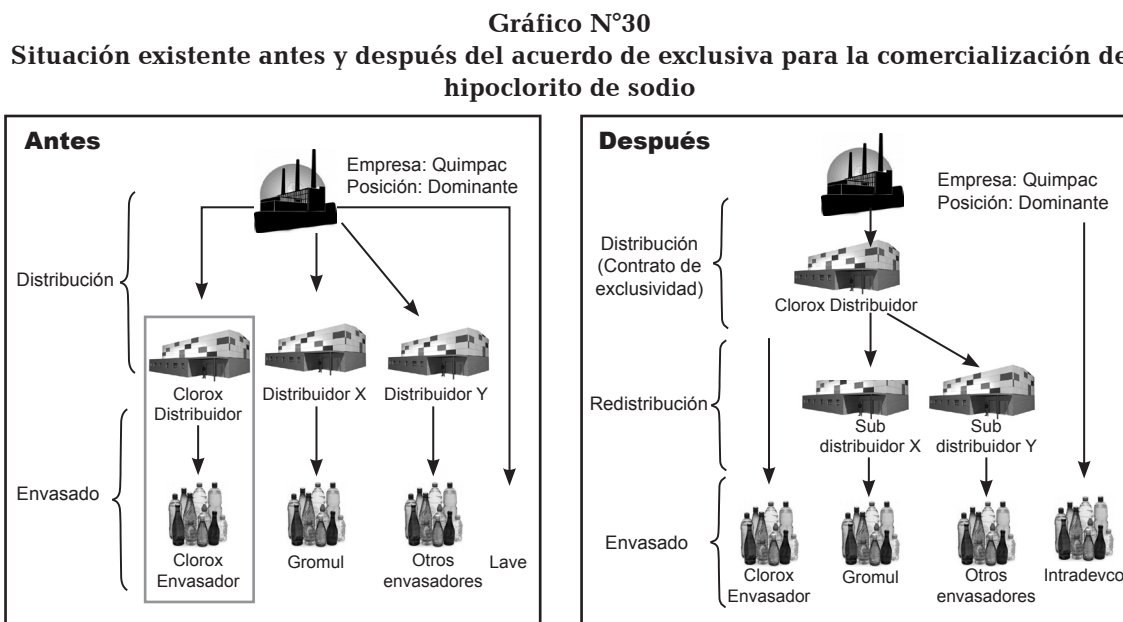 Gráfico N°30
Situación existente antes y después del acuerdo de exclusiva para la comercialización de
hipoclorito de sodio
Antes
Empresa: Quimpac
Posición: Dominante
Distribución
Clorox
Distribuidor
Distribuidor X
Distribuidor Y
Envasado
Clorox
Envasador
Gromul
Otros
envasadores
Lave
Después
Empresa: Quimpac
Posición: Dominante
Distribución
(Contrato de
exclusividad)
Clorox Distribuidor
Redistribución
Sub
distribuidor X
Sub
distribuidor Y
Envasado
Clorox
Envasador
Gromul
Otros
envasadores
Intradevco